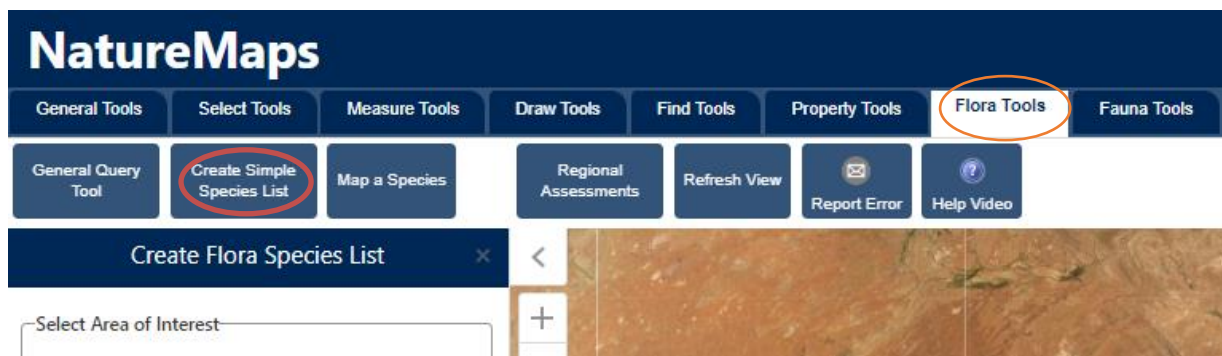 NatureMaps
General Tools Select Tools Measure Tools Draw Tools Find Tools Property Tools Flora Tools Fauna Tools
General Query
Tool
Create Simple
Species List
Map a Species
Regional
Assessments
Refresh View
Report Error
Help Video
Create Flora Species List ×
Select Area of Interest